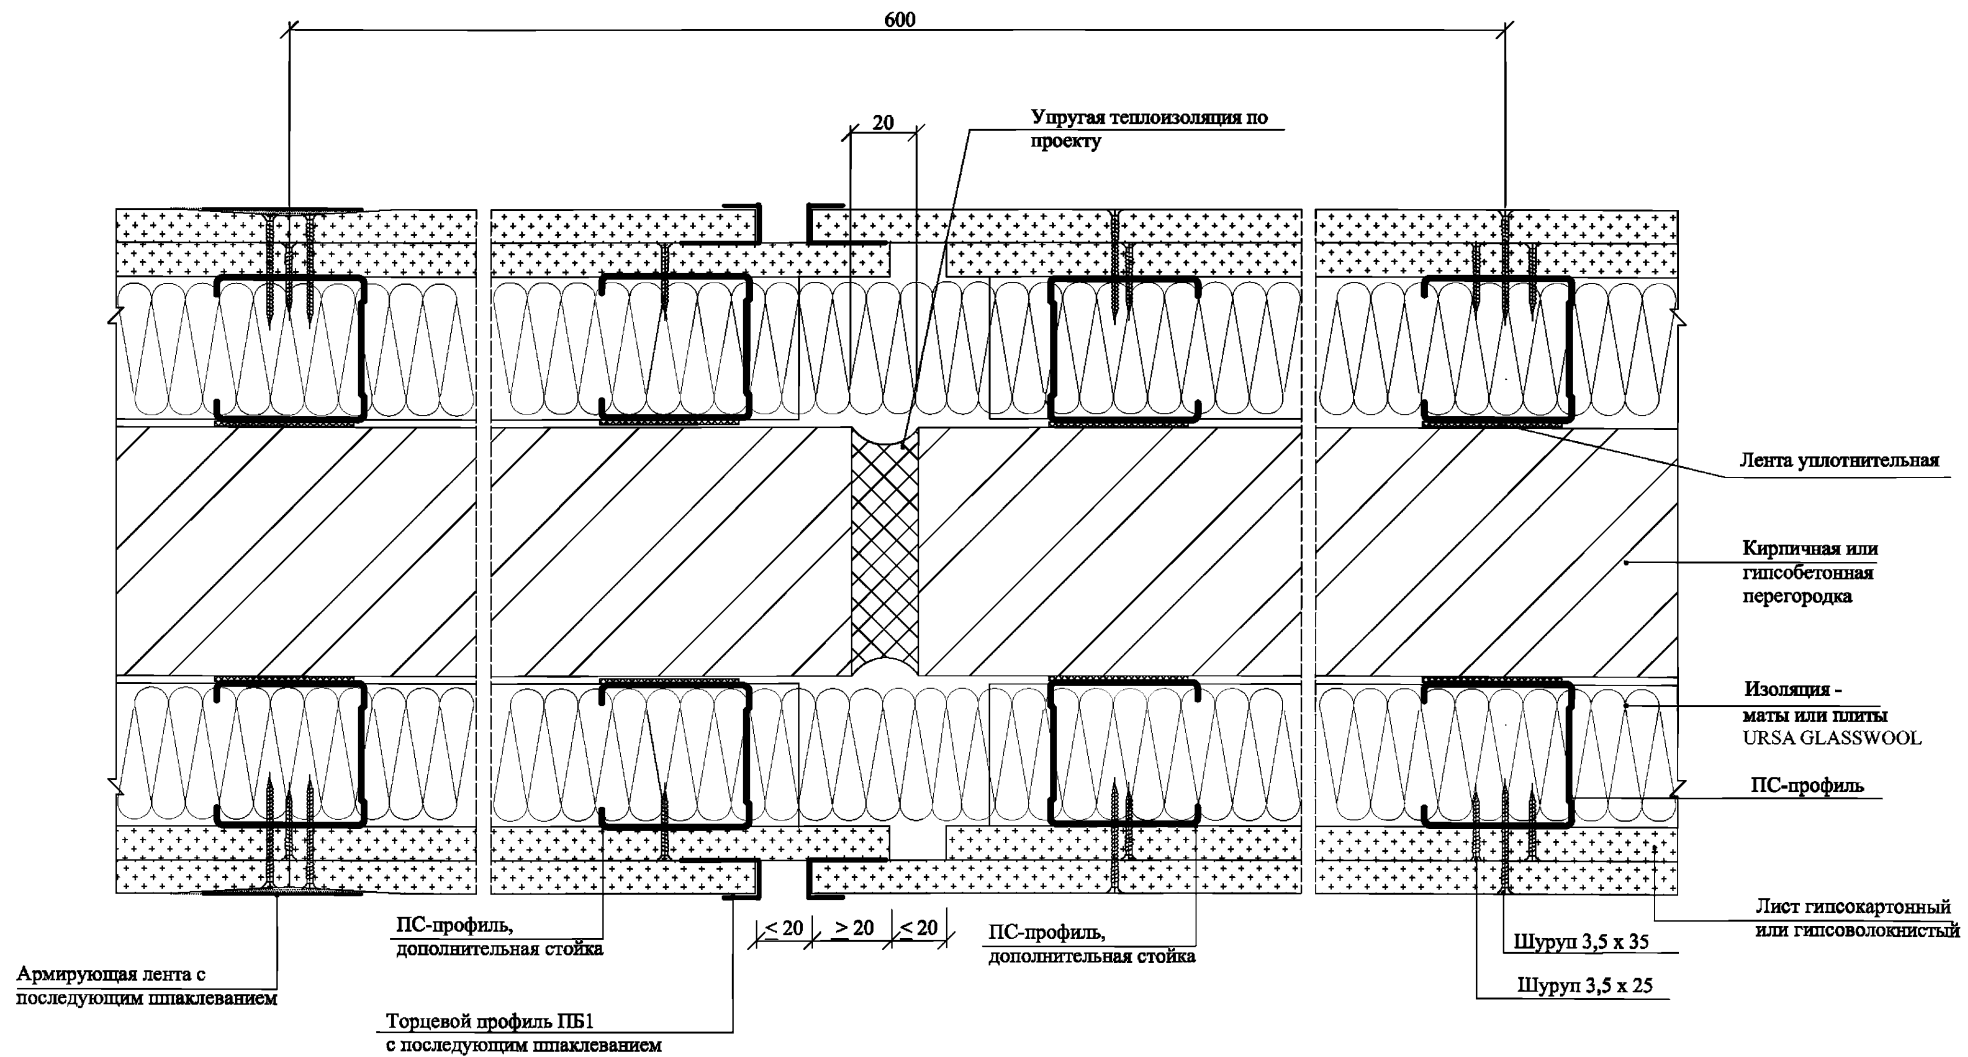 600
20
Упругая теплоизоляция по
проекту
Лента уплотнительная
Кирпичная или
гипсобетонная
перегородка
Изоляция -
маты или плиты
URSA GLASSWOOL
ПС-профиль
Лист гипсокартонный
или гипсоволокнистый
Шуруп 3,5 х 35
Шуруп 3,5 х 25
ПС-профиль,
дополнительная стойка
≤ 20
≥ 20
≤ 20
ПС-профиль,
дополнительная стойка
Армирующая лента с
последующим шпаклеванием
Торцевой профиль ПБ1
с последующим шпаклеванием